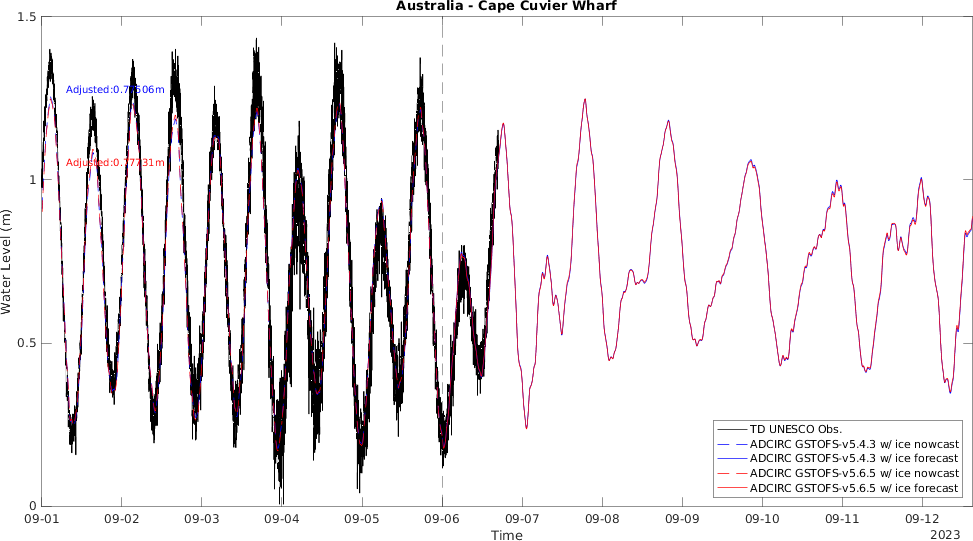 Australia - Cape Cuvier Wharf
1.5
1
0.5
0
Water Level (m)
Adjusted:0.77731m
09-01
09-02
09-03
09-04
09-05
09-06
09-07
09-08
09-09
09-10
09-11
09-12
Time
2023
TD UNESCO Obs.
ADCIRC GSTOFS-v5.4.3 w/ ice nowcast
ADCIRC GSTOFS-v5.4.3 w/ ice forecast
ADCIRC GSTOFS-v5.6.5 w/ ice nowcast
ADCIRC GSTOFS-v5.6.5 w/ ice forecast